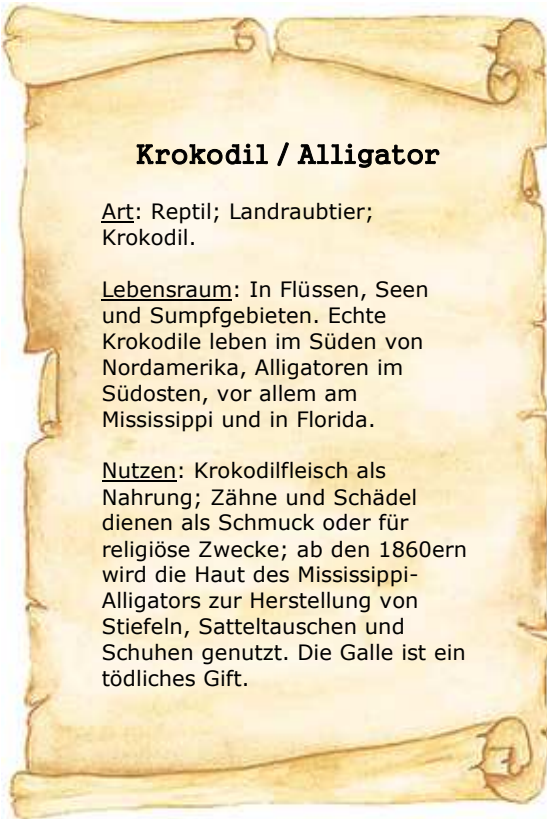 Krokodil / Alligator
Art: Reptil; Landraubtier;
Krokodil.
Lebensraum: In Flüssen, Seen
und Sumpfgebieten. Echte
Krokodile leben im Süden von
Nordamerika, Alligatoren im
Südosten, vor allem am
Mississippi und in Florida.
Nutzen: Krokodilfleisch als
Nahrung; Zähne und Schädel
dienen als Schmuck oder für
religiöse Zwecke; ab den 1860ern
wird die Haut des Mississippi-
Alligators zur Herstellung von
Stiefeln, Satteltauschen und
Schuhen genutzt. Die Galle ist ein
tödliches Gift.